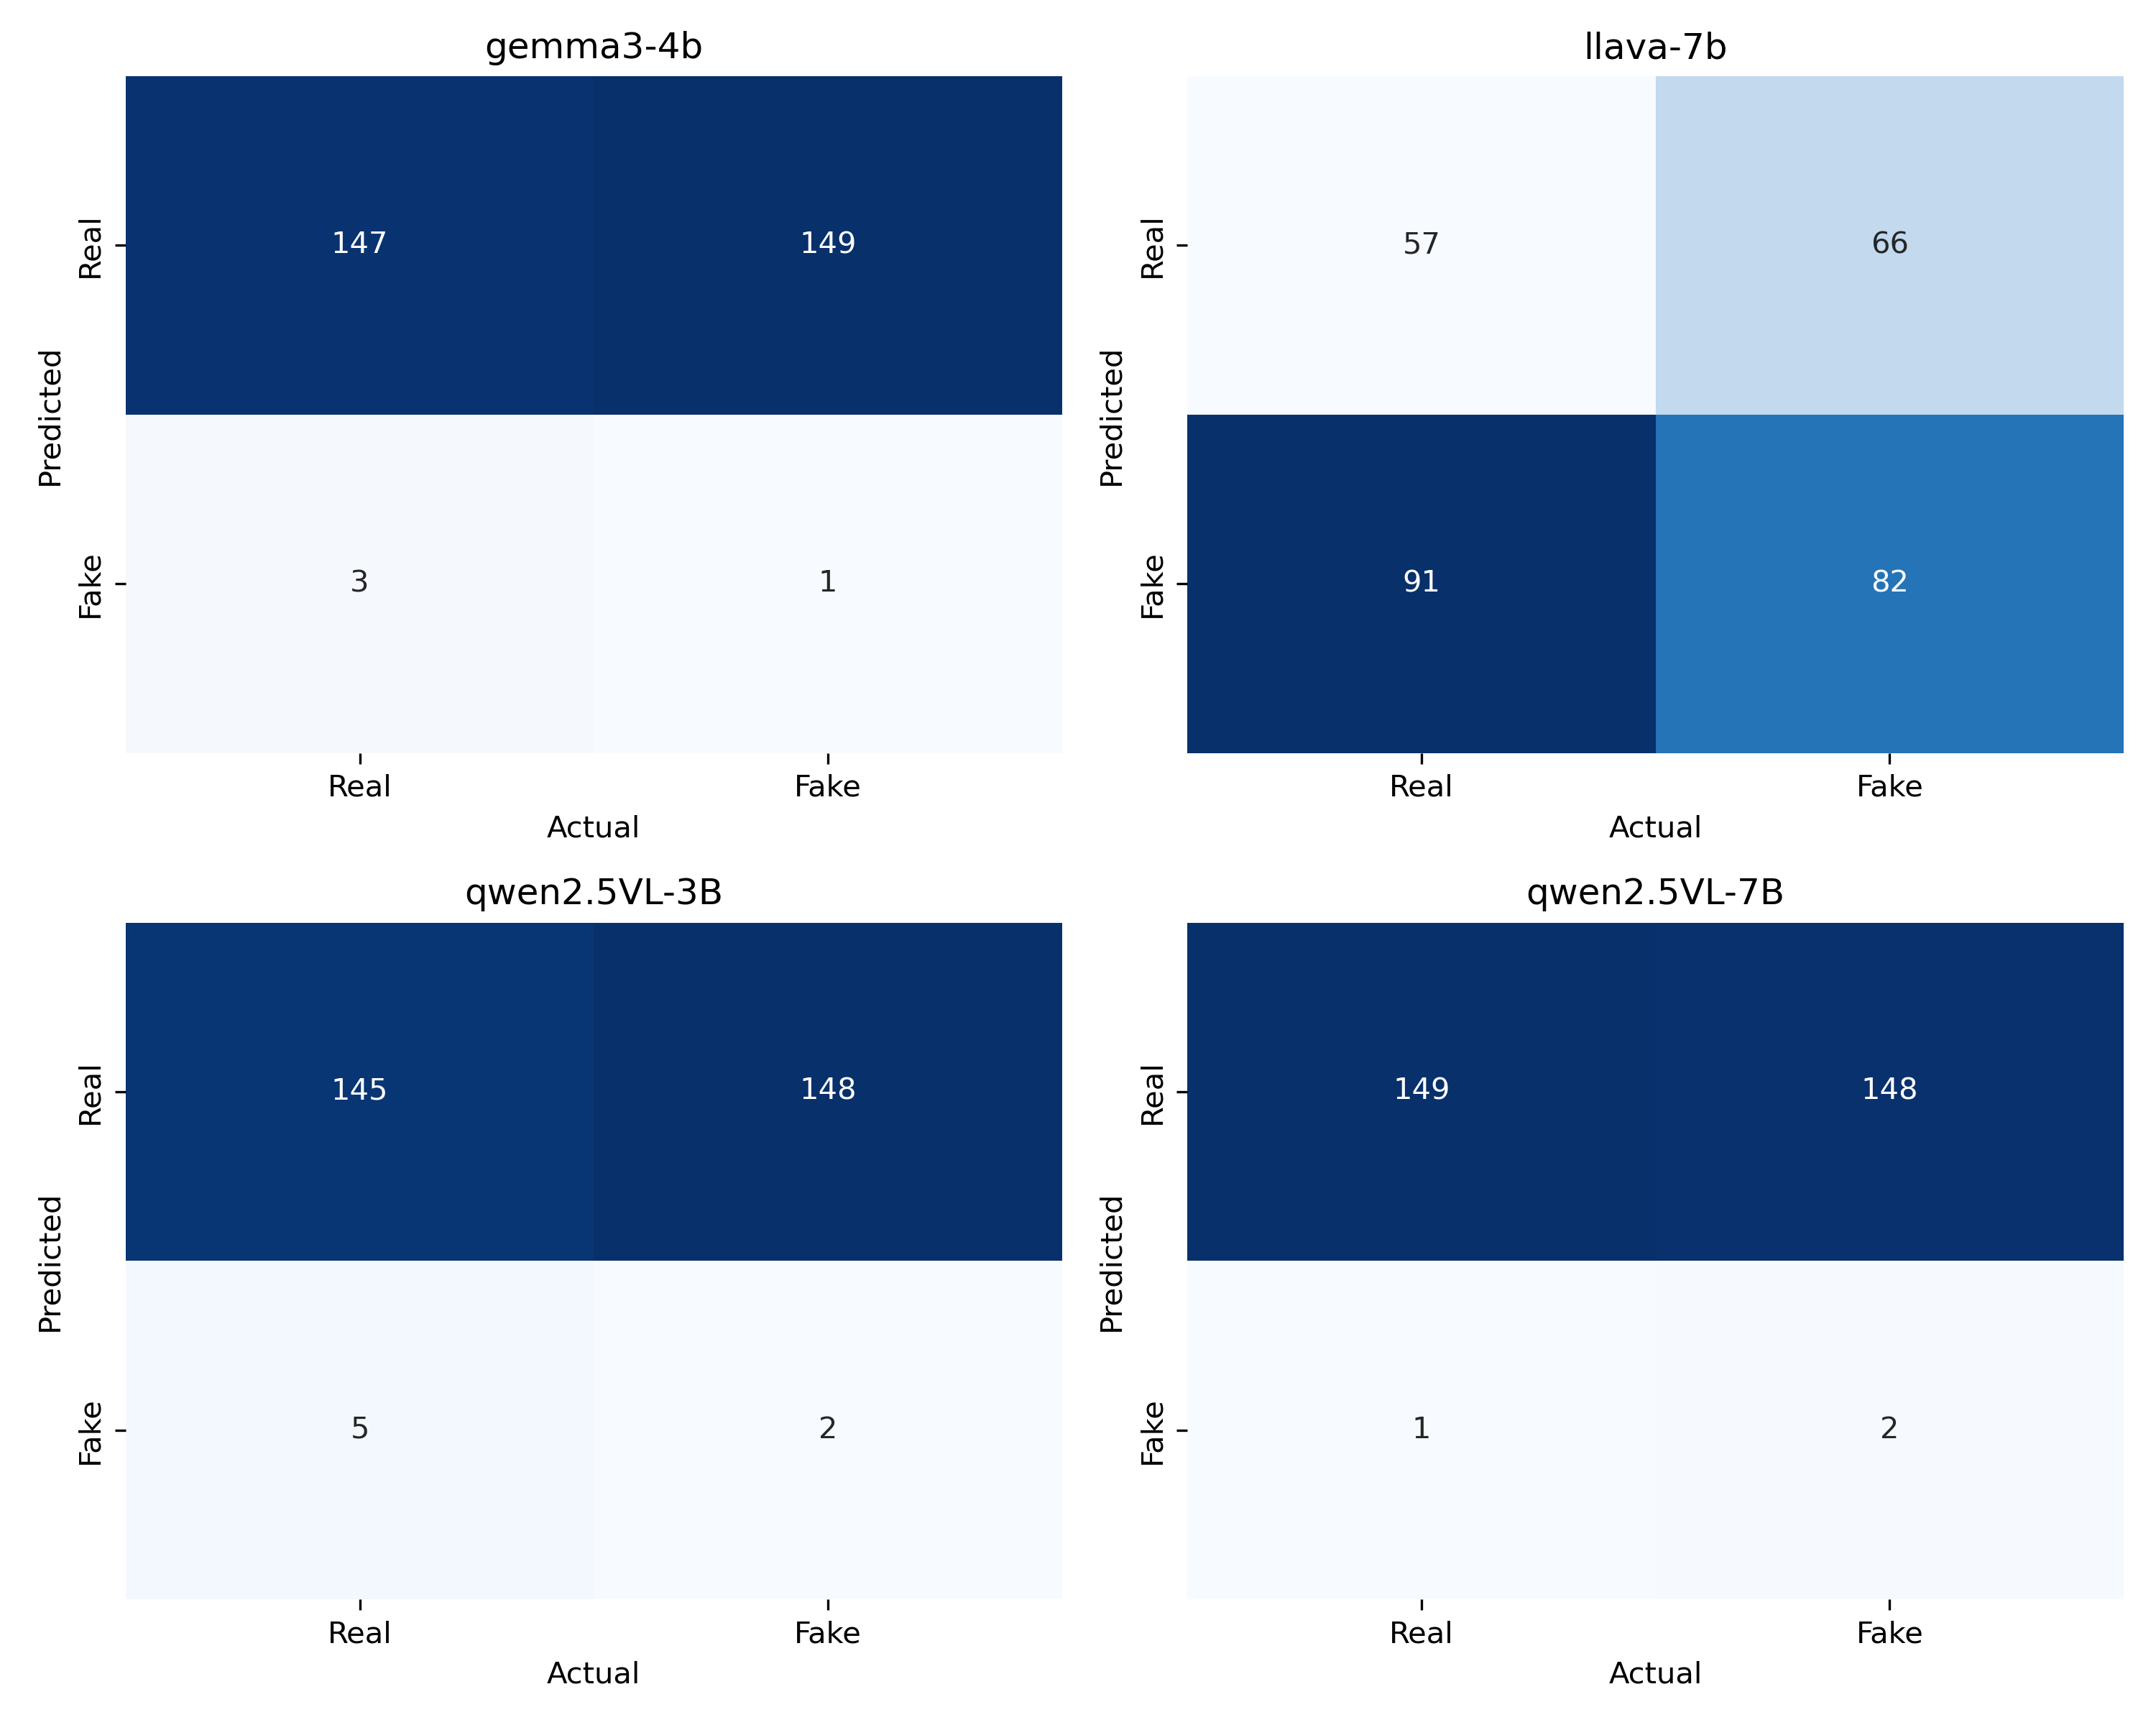 gemma3-4b
Predicted
Real
147
149
Fake
3
1
Real
Fake
Actual
llava-7b
Predicted
Real
57
66
Fake
91
82
Real
Fake
Actual
qwen2.5VL-3B
Predicted
Real
145
148
Fake
5
2
Real
Fake
Actual
qwen2.5VL-7B
Predicted
Real
149
148
Fake
1
2
Real
Fake
Actual